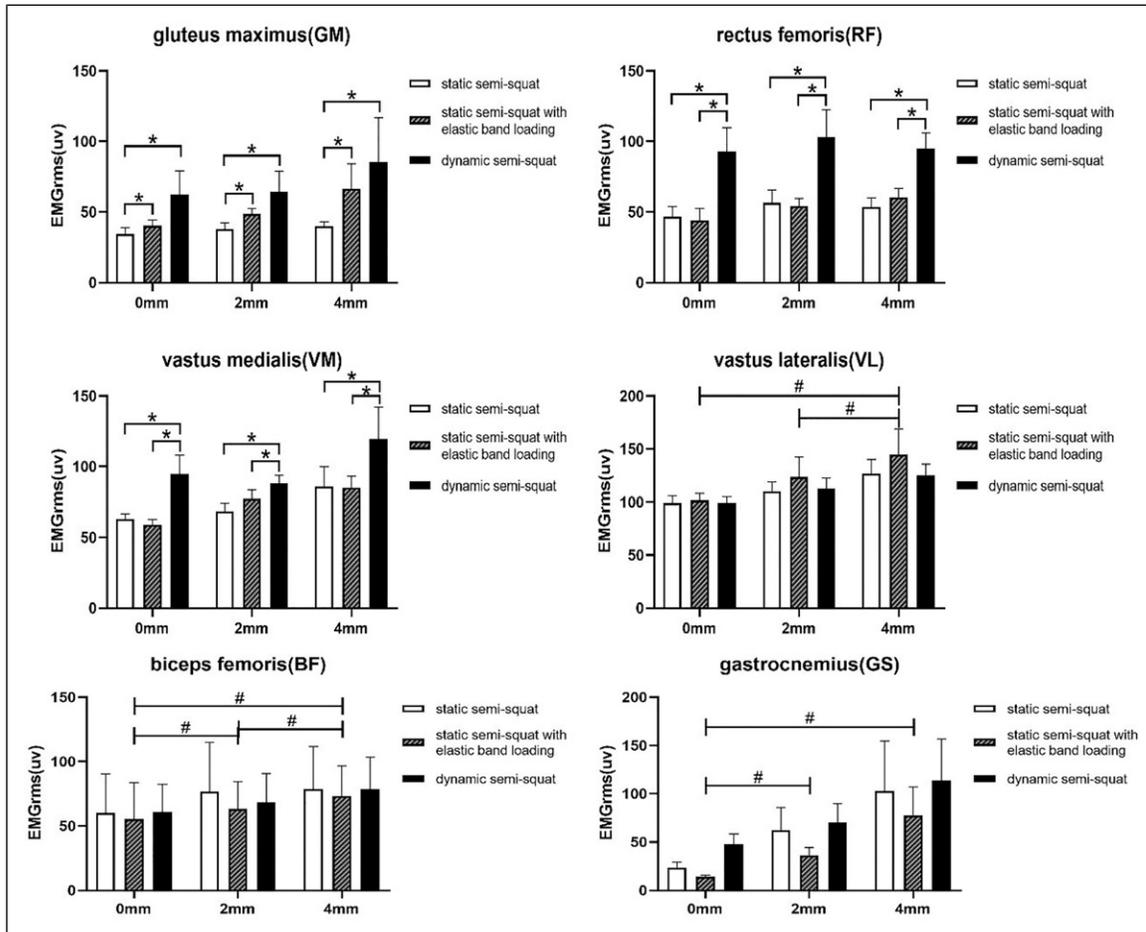 gluteus maximus(GM)
150
100
50
0
EMGrms(uv)
*
*
*
*
*
*
0mm
2mm
4mm
static semi-squat
static semi-squat with
elastic band loading
dynamic semi-squat
rectus femoris(RF)
150
100
50
0
EMGrms(uv)
*
*
*
*
*
*
0mm
2mm
4mm
static semi-squat
static semi-squat with
elastic band loading
dynamic semi-squat
vastus medialis(VM)
150
100
50
0
EMGrms(uv)
*
*
*
*
*
*
0mm
2mm
4mm
static semi-squat
static semi-squat with
elastic band loading
dynamic semi-squat
vastus lateralis(VL)
200
150
100
50
0
EMGrms(uv)
#
#
0mm
2mm
4mm
static semi-squat
static semi-squat with
elastic band loading
dynamic semi-squat
biceps femoris(BF)
150
100
50
0
EMGrms(uv)
#
#
#
0mm
2mm
4mm
static semi-squat
static semi-squat with
elastic band loading
dynamic semi-squat
gastrocnemius(GS)
200
150
100
50
0
EMGrms(uv)
#
#
0mm
2mm
4mm
static semi-squat
static semi-squat with
elastic band loading
dynamic semi-squat